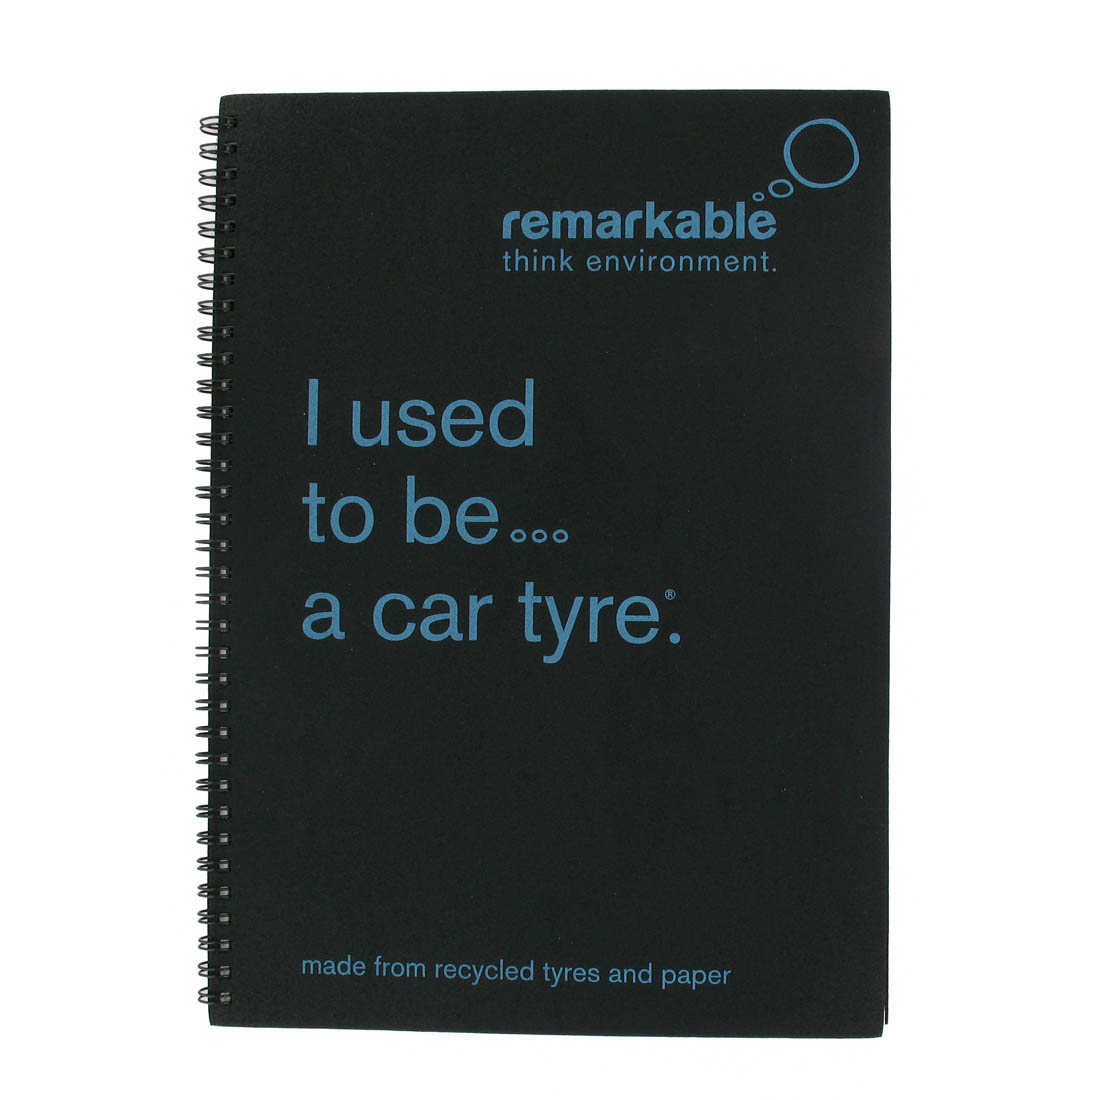 remarkable
think environment.
I used
to be...
a car tyre.®
made from recycled tyres and paper